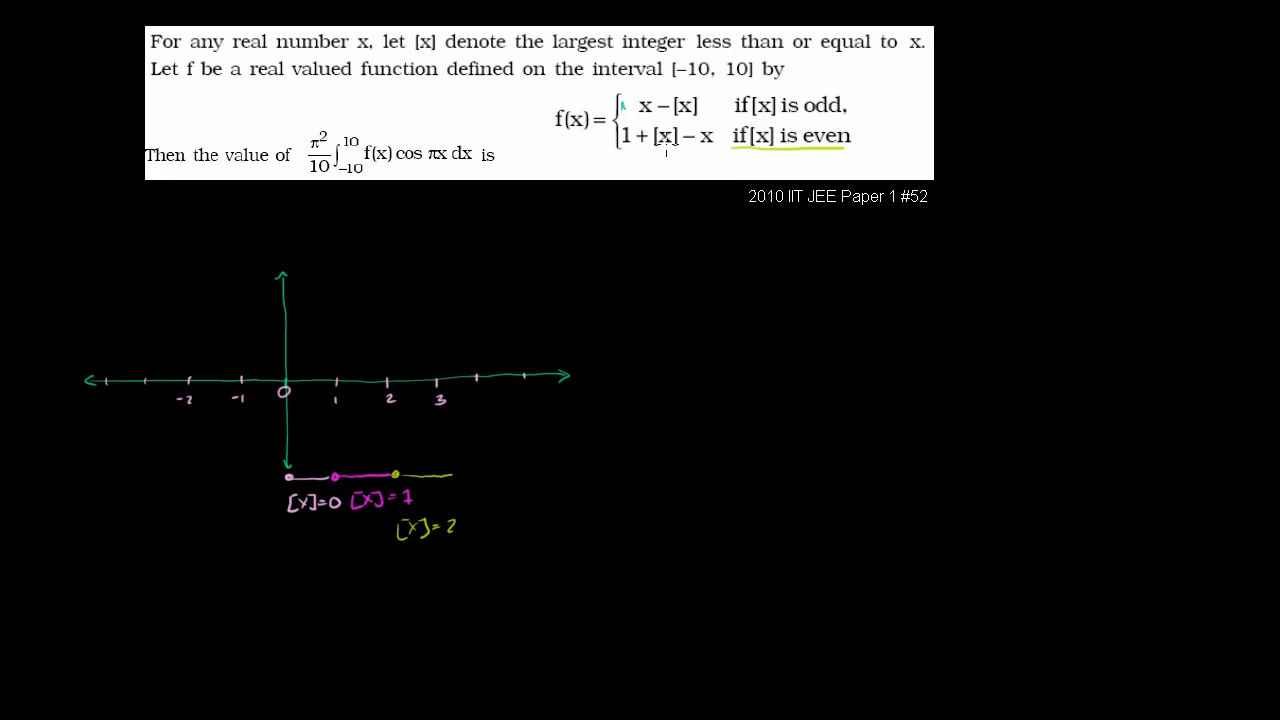 For any real number x, let [x] denote the largest integer less than or equal to x.
Let f be a real valued function defined on the interval [–10, 10] by
f(x) = { x – [x] if [x] is odd,
1 + [x] – x if [x] is even
Then the value of π²/10 ∫₋₁₀¹⁰ f(x) cos πx dx is
2010 IIT JEE Paper 1 #52
-2 -1 0 1 2 3
[x]=0 [x]=1
[x]=2